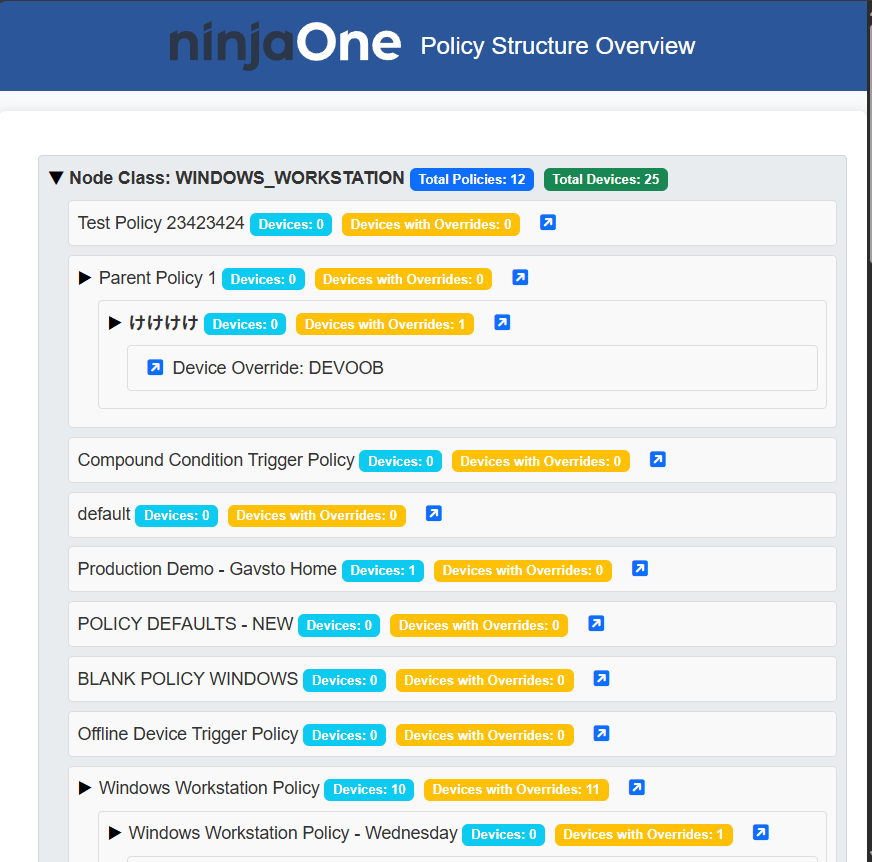 ninjaOne Policy Structure Overview
Node Class: WINDOWS_WORKSTATION Total Policies: 12 Total Devices: 25
Test Policy 23423424 Devices: 0 Devices with Overrides: 0
Parent Policy 1 Devices: 0 Devices with Overrides: 0
けけけけ Devices: 0 Devices with Overrides: 1
Device Override: DEVOOB
Compound Condition Trigger Policy Devices: 0 Devices with Overrides: 0
default Devices: 0 Devices with Overrides: 0
Production Demo - Gavsto Home Devices: 1 Devices with Overrides: 0
POLICY DEFAULTS - NEW Devices: 0 Devices with Overrides: 0
BLANK POLICY WINDOWS Devices: 0 Devices with Overrides: 0
Offline Device Trigger Policy Devices: 0 Devices with Overrides: 0
Windows Workstation Policy Devices: 10 Devices with Overrides: 11
Windows Workstation Policy - Wednesday Devices: 0 Devices with Overrides: 1